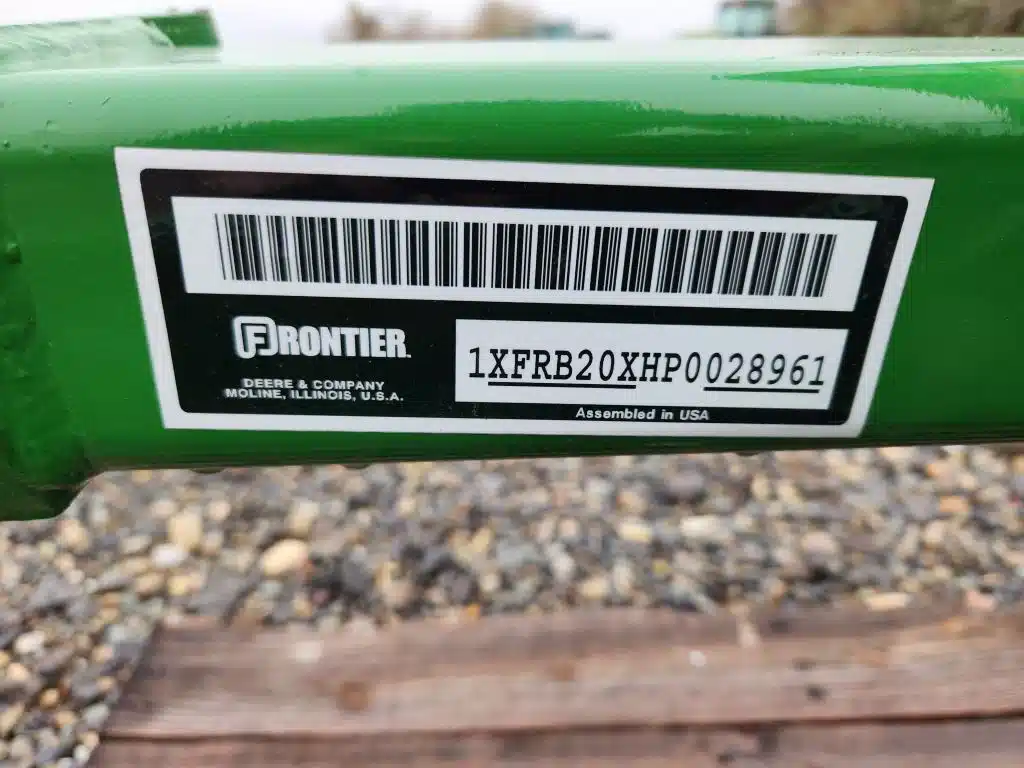 FRONTIER
DEERE & COMPANY
MOLINE, ILLINOIS, U.S.A.
1XFRB20XHP0028961
Assembled in USA